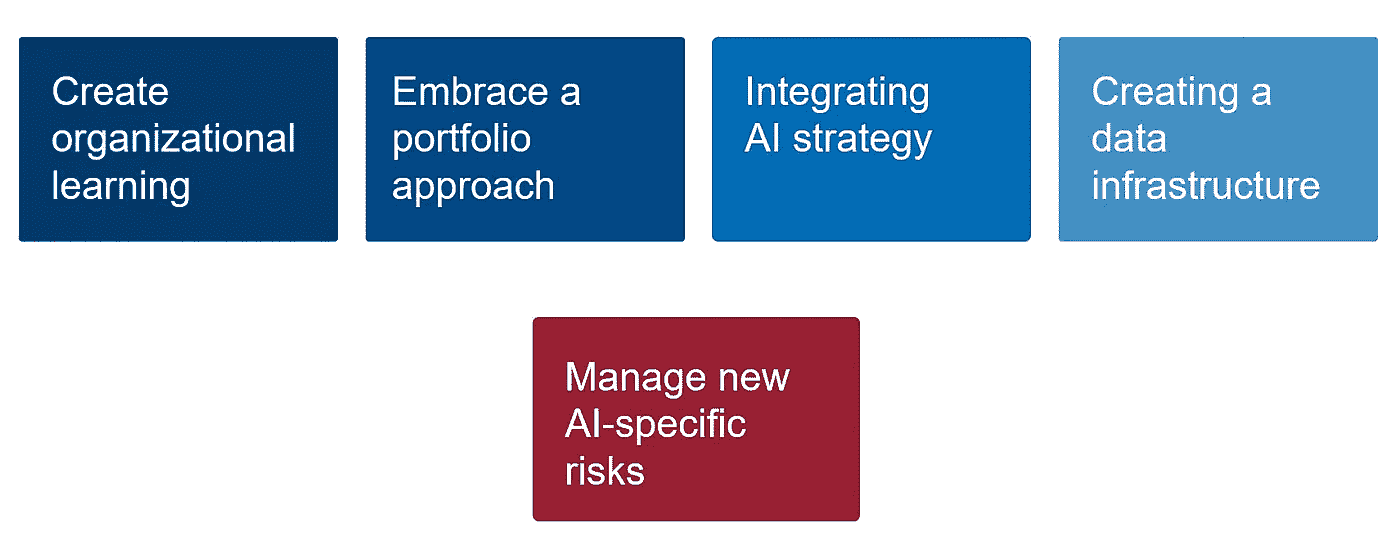 Create
organizational
learning
Embrace a
portfolio
approach
Integrating
AI strategy
Creating a
data
infrastructure
Manage new
AI-specific
risks